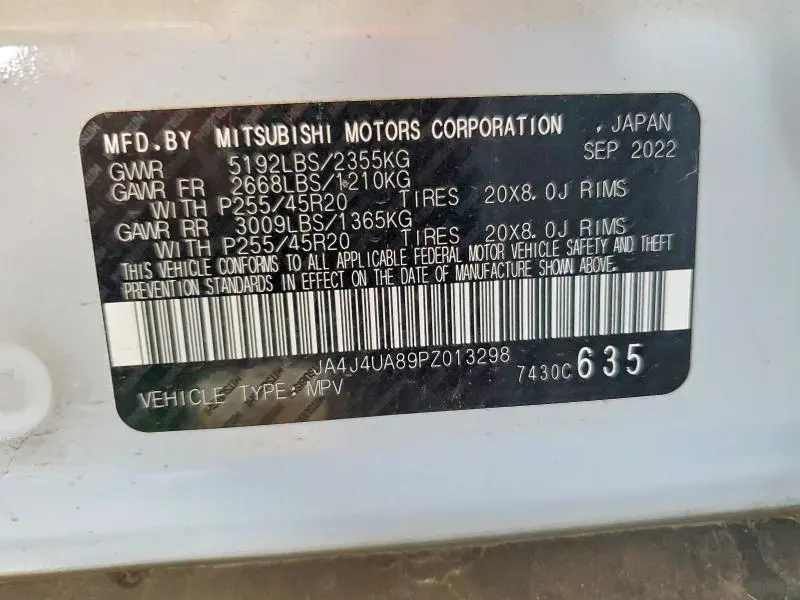 MFD.BY MITSUBISHI MOTORS CORPORATION , JAPAN
GVWR 5192LBS/2355KG SEP 2022
GAWR FR 2668LBS/1210KG
WITH P255/45R20 TIRES 20X8.0J RIMS
GAWR RR 3009LBS/1365KG
WITH P255/45R20 TIRES 20X8.0J RIMS
THIS VEHICLE CONFORMS TO ALL APPLICABLE FEDERAL MOTOR VEHICLE SAFETY AND THEFT
PREVENTION STANDARDS IN EFFECT ON THE DATE OF MANUFACTURE SHOWN ABOVE.
JA4J4UA89PZ013298
7430C 635
VEHICLE TYPE:MPV